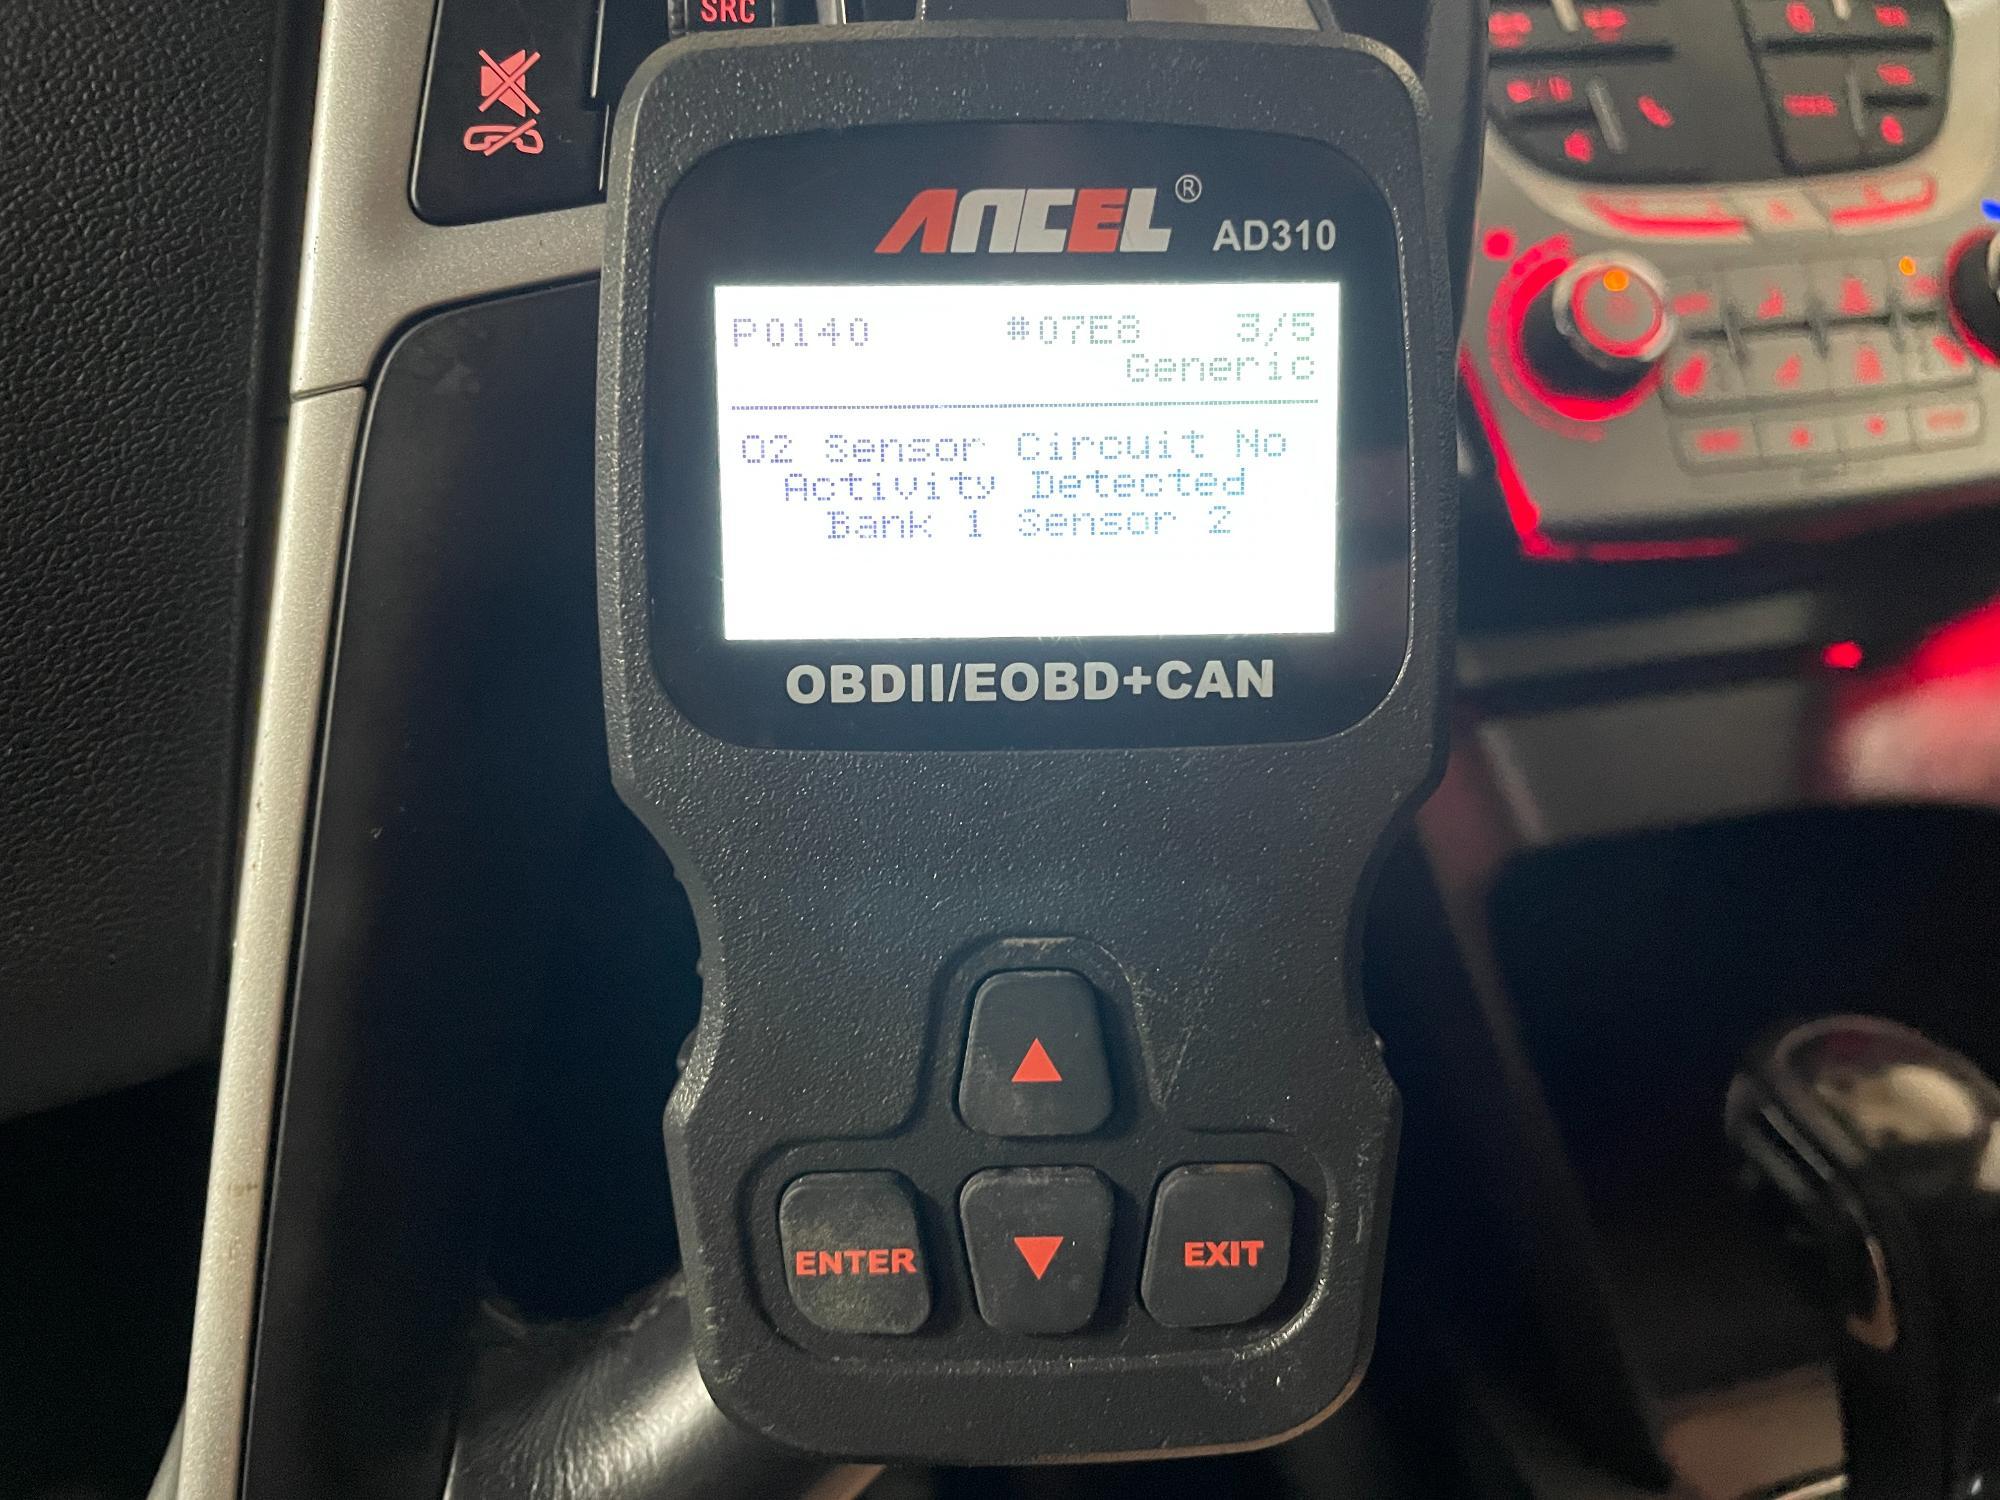 SRC
ANCEL®
AD310
P0140 #07E8 3/5
Generic
O2 Sensor Circuit No
Activity Detected
Bank 1 Sensor 2
OBDII/EOBD+CAN
ENTER
EXIT